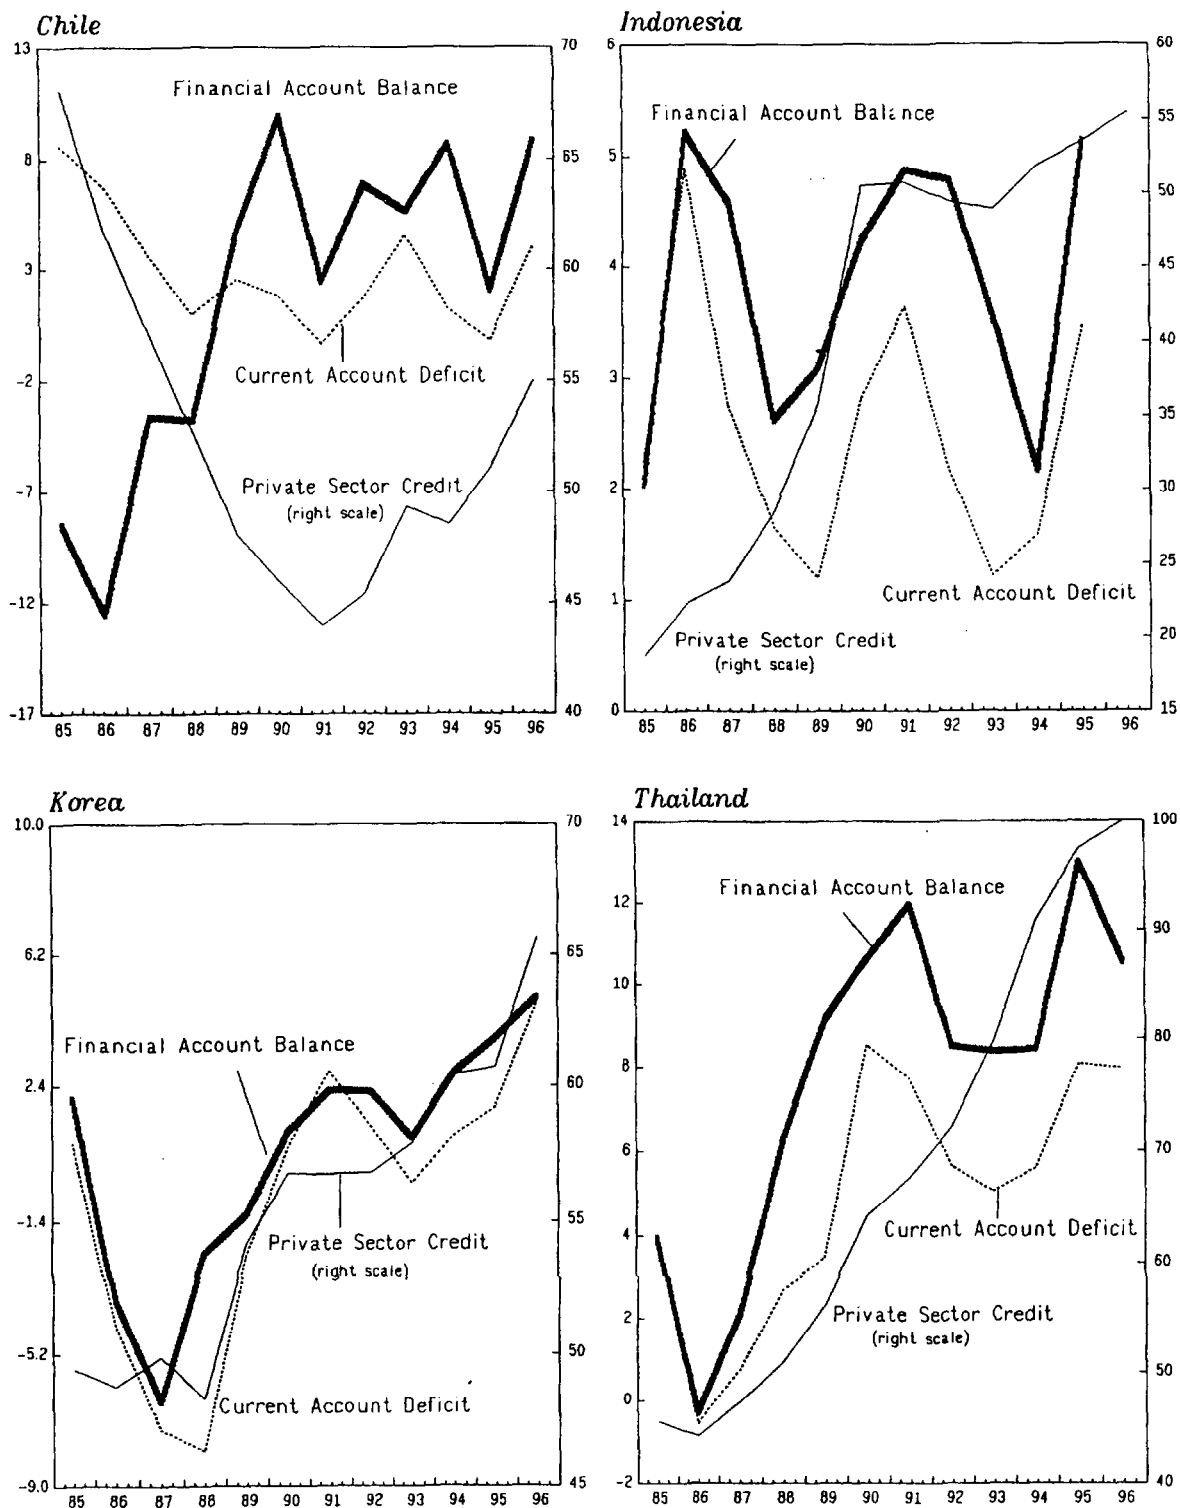 Chile
13
8
3
-2
-7
-12
-17
70
65
60
55
50
45
40
Financial Account Balance
Current Account Deficit
Private Sector Credit
(right scale)
85 86 87 88 89 90 91 92 93 94 95 96
Indonesia
6
5
4
3
2
1
0
60
55
50
45
40
35
30
25
20
15
Financial Account Balance
Current Account Deficit
Private Sector Credit
(right scale)
85 86 87 88 89 90 91 92 93 94 95 96
Korea
10.0
6.2
2.4
-1.4
-5.2
-9.0
70
65
60
55
50
45
Financial Account Balance
Private Sector Credit
(right scale)
Current Account Deficit
85 86 87 88 89 90 91 92 93 94 95 96
Thailand
14
12
10
8
6
4
2
0
-2
100
90
80
70
60
50
40
Financial Account Balance
Current Account Deficit
Private Sector Credit
(right scale)
85 86 87 88 89 90 91 92 93 94 95 96